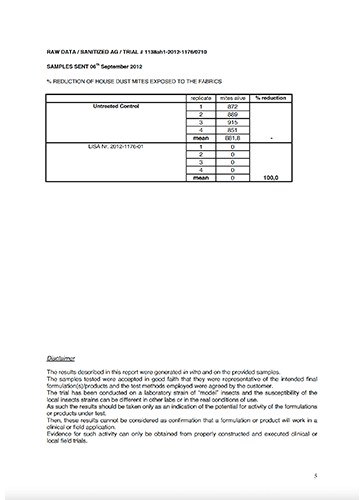 RAW DATA / SANITIZED AG / TRIAL # 1138ah1-2012-1176/0710
SAMPLES SENT 06th September 2012
% REDUCTION OF HOUSE DUST MITES EXPOSED TO THE FABRICS
replicate mites alive % reduction
Untreated Control 1 872
2 889
3 915
4 851
mean 881,8 -
LISA Nr. 2012-1176-01 1 0
2 0
3 0
4 0
mean 0 100,0
Disclaimer
The results described in this report were generated in vitro and on the provided samples.
The samples tested were accepted in good faith that they were representative of the intended final
formulation(s)/products and the test methods employed were agreed by the customer.
The trial has been conducted on a laboratory strain of "model" insects and the susceptibility of the
local insects strains can be different in other labs or in the real conditions of use.
As such the results should be taken only as an indication of the potential for activity of the formulations
or products under test.
Then, these results cannot be considered as confirmation that a formulation or product will work in a
clinical or field application.
Evidence for such activity can only be obtained from properly constructed and executed clinical or
local field trials.
5